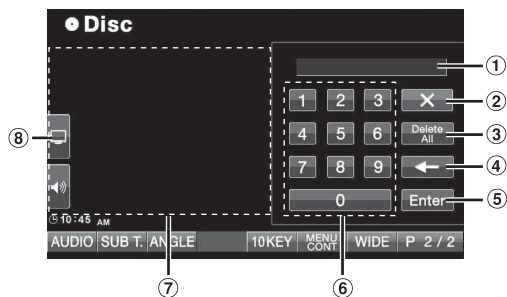 Disc
①
1 2 3 ②
4 5 6 Delete All ③
⑧
7 8 9 ④
0 Enter ⑤
10:45 AM
AUDIO SUB T. ANGLE 10KEY MENU CONT WIDE P 2/2
⑦ ⑥